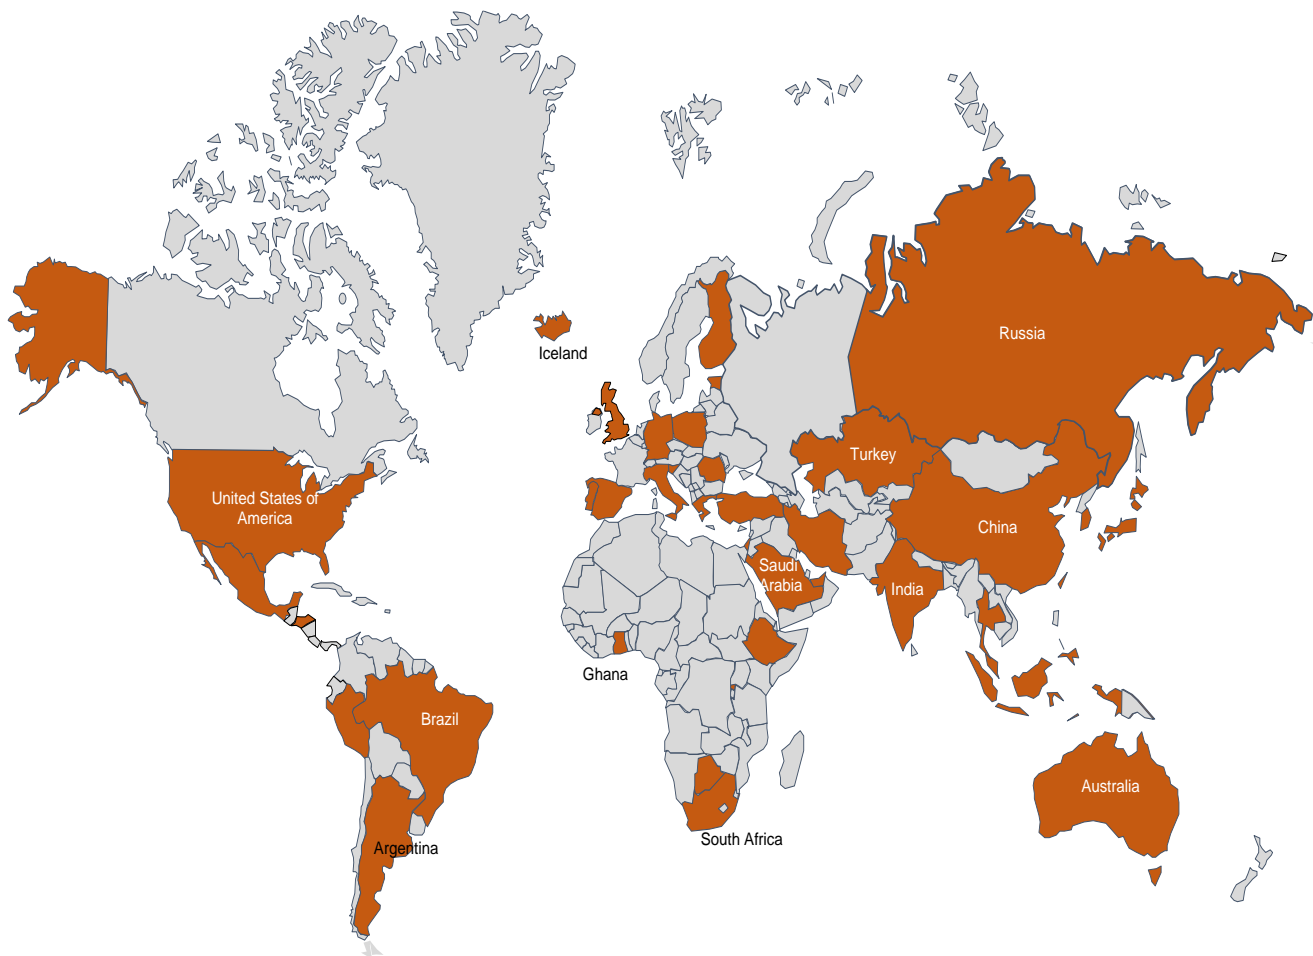 Russia
Iceland
Turkey
United States of
America
China
Saudi
Arabia
India
Ghana
Brazil
Australia
South Africa
Argentina